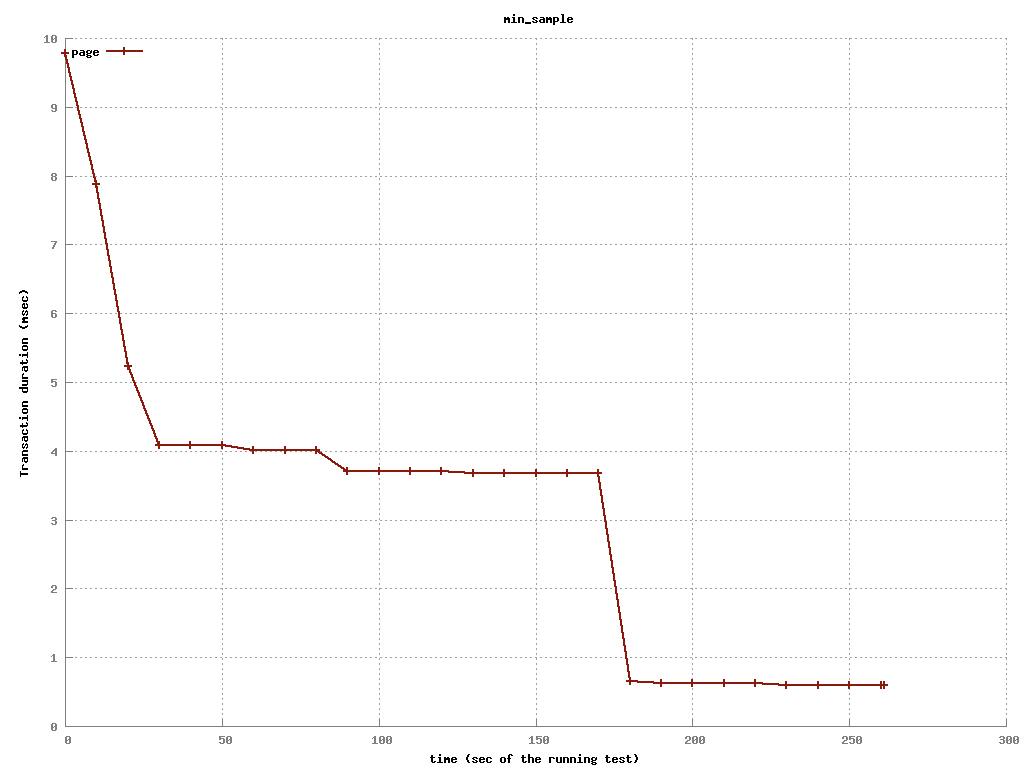 min_sample
page
10
9
8
7
6
5
4
3
2
1
0
Transaction duration (msec)
0 50 100 150 200 250 300
time (sec of the running test)